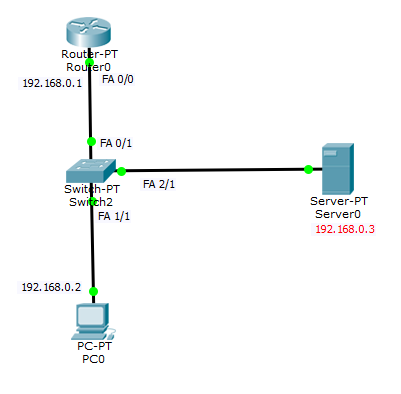 Router-PT
Router0
192.168.0.1
FA 0/0
FA 0/1
Switch-PT
Switch2
FA 2/1
FA 1/1
Server-PT
Server0
192.168.0.3
192.168.0.2
PC-PT
PC0